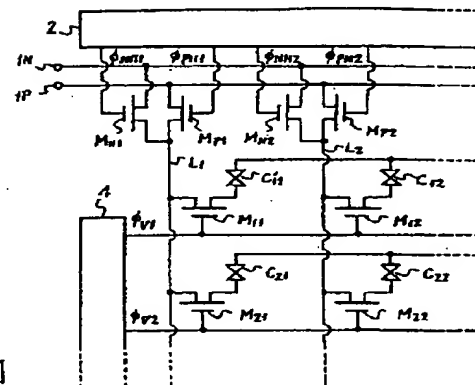 2
ϕNH1 ϕPH1 ϕNH2 ϕPH2
1N
1P
MN1 MP1 MN2 MP2
L1 L2
C11 C12
4
ϕV1 M11 M12
C21 C22
ϕV2 M21 M22